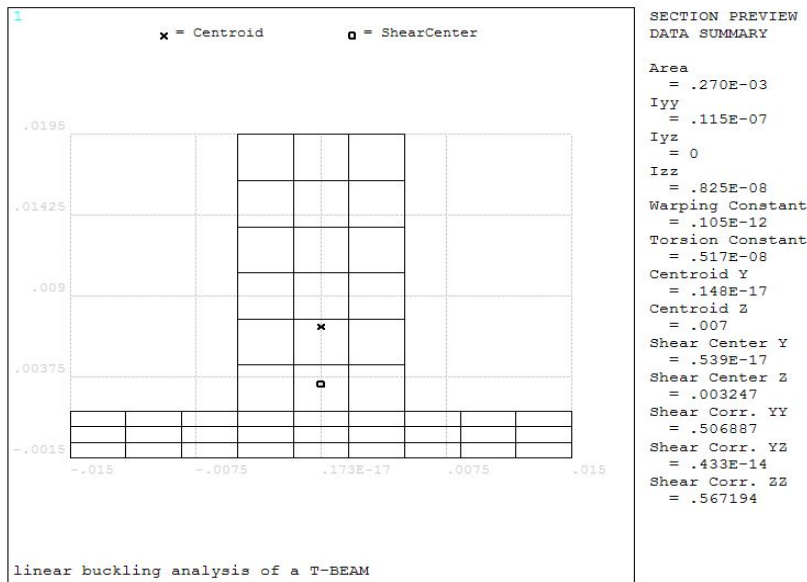 1
× = Centroid
□ = ShearCenter
.0195
.01425
.009
.00375
-.0015
-.015
-.0075
.173E-17
.0075
.015
linear buckling analysis of a T-BEAM
SECTION PREVIEW
DATA SUMMARY
Area
= .270E-03
Iyy
= .115E-07
Iyz
= 0
Izz
= .825E-08
Warping Constant
= .105E-12
Torsion Constant
= .517E-08
Centroid Y
= .148E-17
Centroid Z
= .007
Shear Center Y
= .539E-17
Shear Center Z
= .003247
Shear Corr. YY
= .506887
Shear Corr. YZ
= .433E-14
Shear Corr. ZZ
= .567194